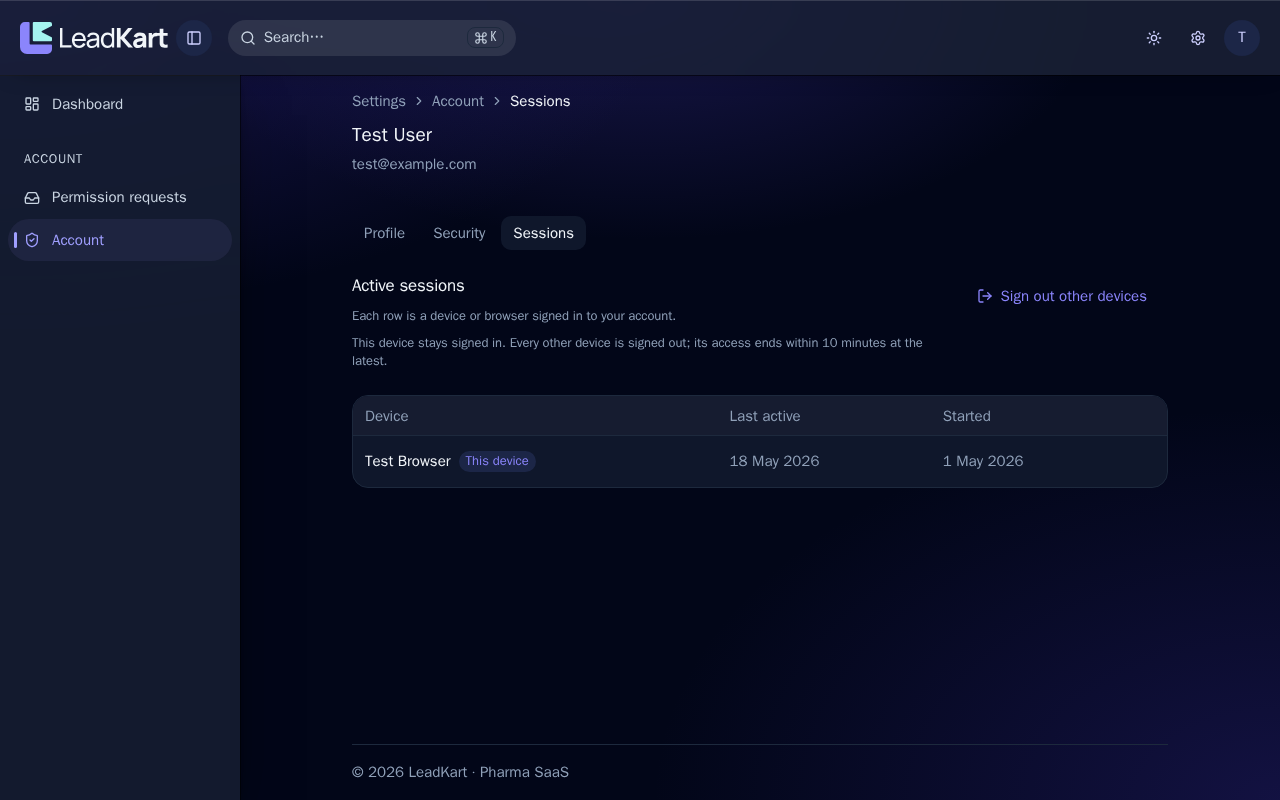 LeadKart
Search…
⌘K
T
Dashboard
ACCOUNT
Permission requests
Account
Settings > Account > Sessions
Test User
test@example.com
Profile Security Sessions
Active sessions
Sign out other devices
Each row is a device or browser signed in to your account.
This device stays signed in. Every other device is signed out; its access ends within 10 minutes at the
latest.
Device Last active Started
Test Browser This device 18 May 2026 1 May 2026
© 2026 LeadKart · Pharma SaaS